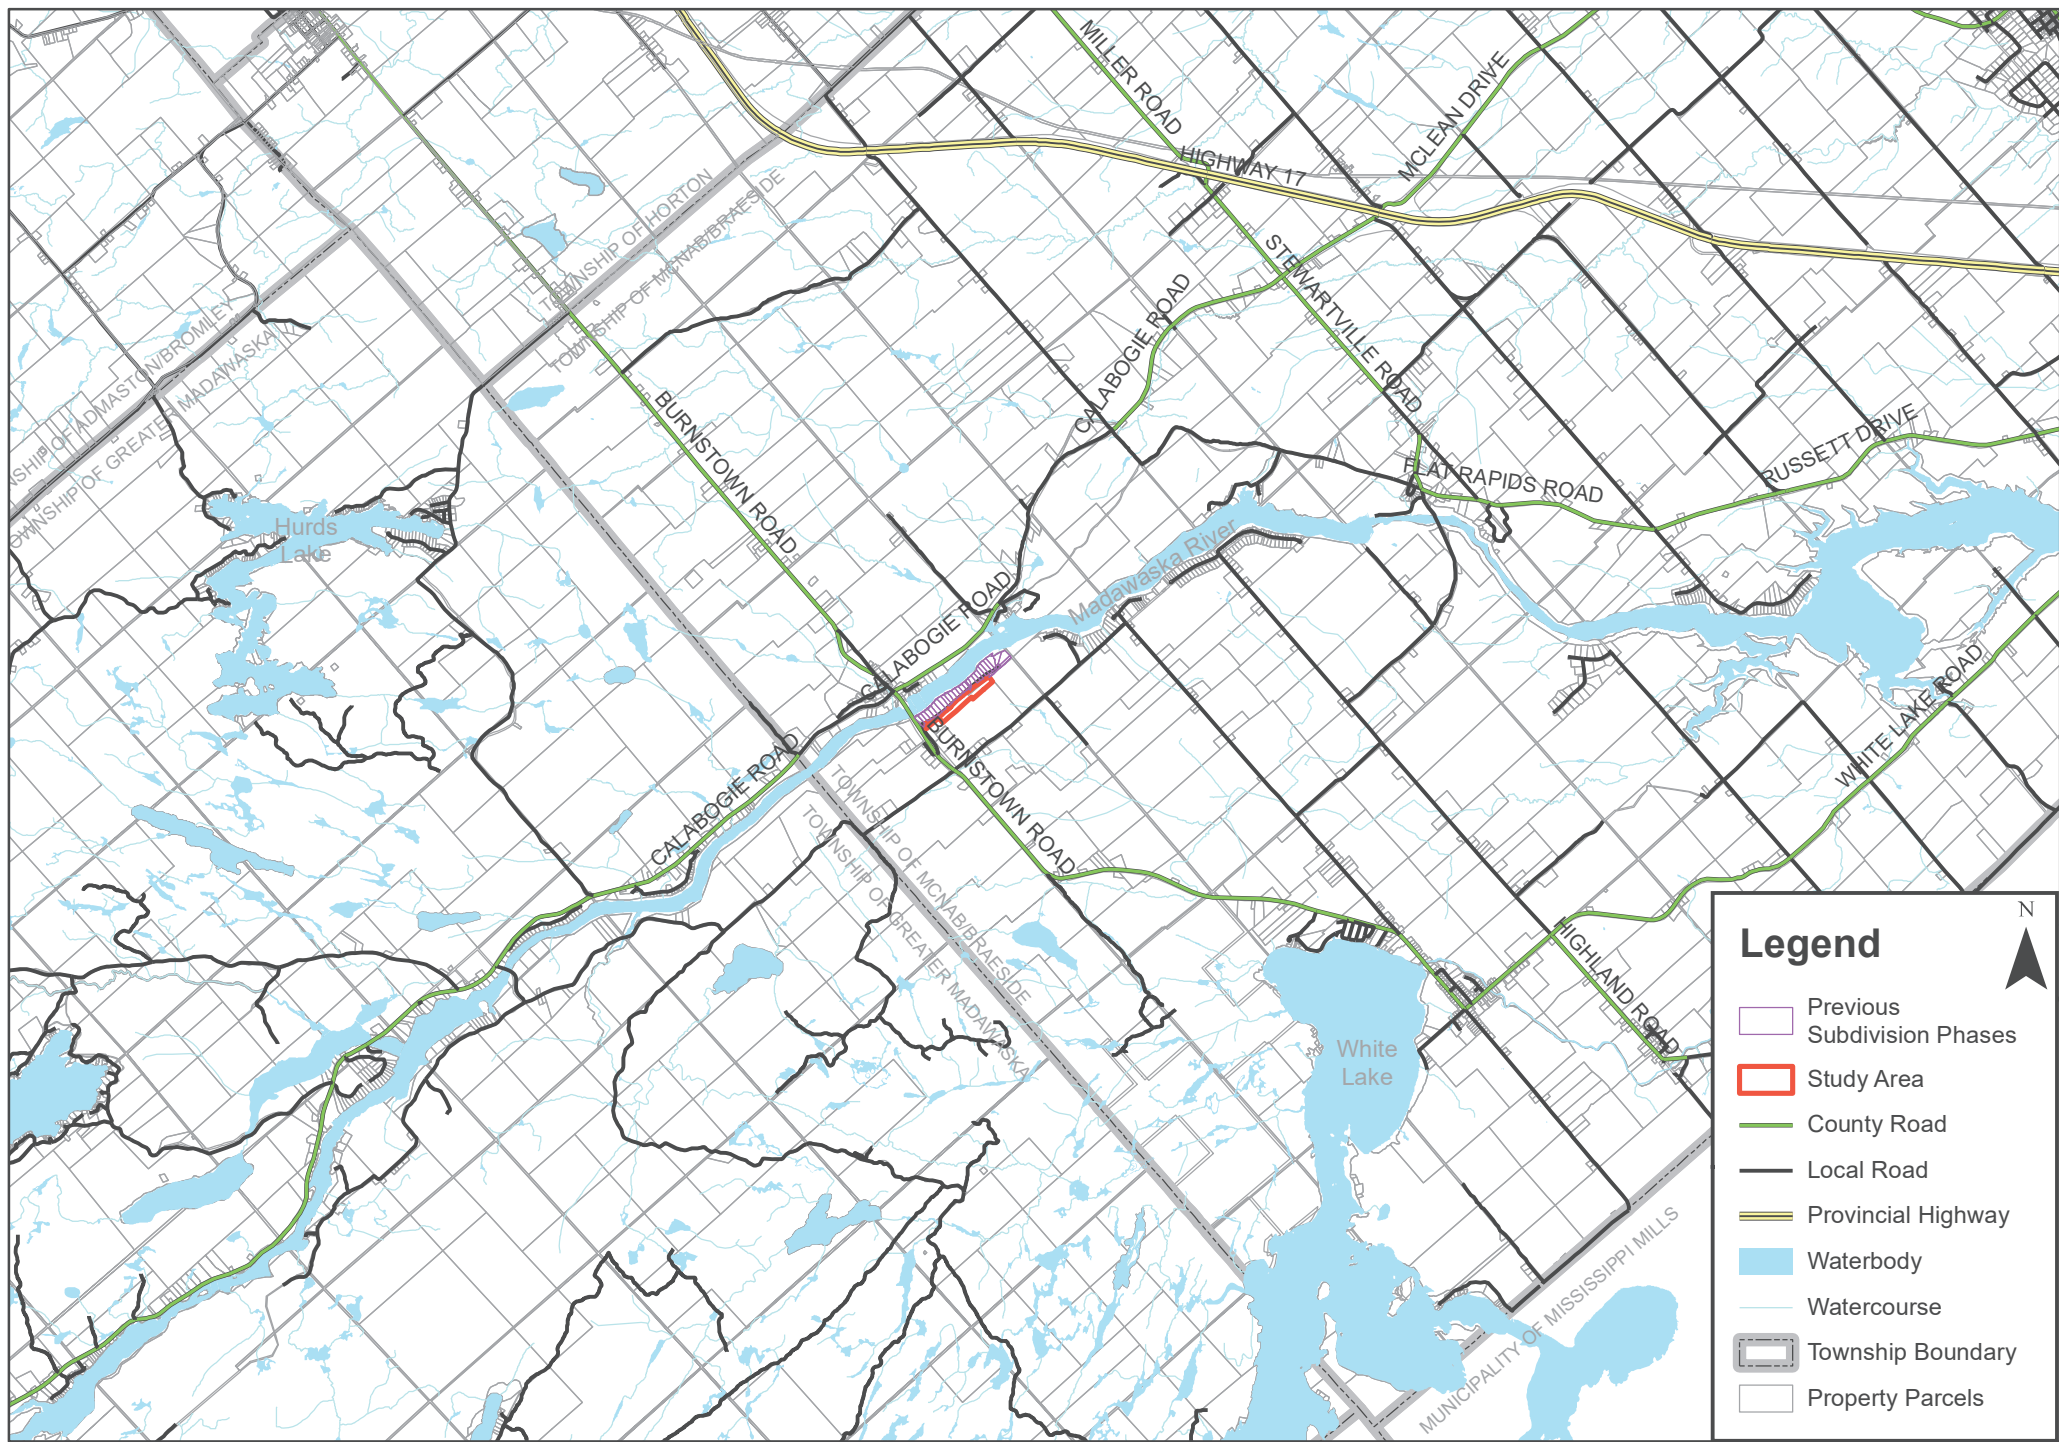 MILLER ROAD
MCLEAN DRIVE
HIGHWAY 17
TOWNSHIP OF HORTON
TOWNSHIP OF MCNAB/BRAESIDE
STEWARTVILLE ROAD
CALABOGIE ROAD
NSHIP OF ADMASTON/BROMLEY
OWNSHIP OF GREATER MADAWASKA
BURNSTOWN ROAD
RUSSETT DRIVE
FLAT RAPIDS ROAD
Hurds
Lake
Madawaska River
CALABOGIE ROAD
WHITE LAKE ROAD
BURNSTOWN ROAD
CALABOGIE ROAD
TOWNSHIP OF MCNAB/BRAESIDE
TOWNSHIP OF GREATER MADAWASKA
HIGHLAND ROAD
White
Lake
MUNICIPALITY OF MISSISSIPPI MILLS
N
Legend
Previous
Subdivision Phases
Study Area
County Road
Local Road
Provincial Highway
Waterbody
Watercourse
Township Boundary
Property Parcels